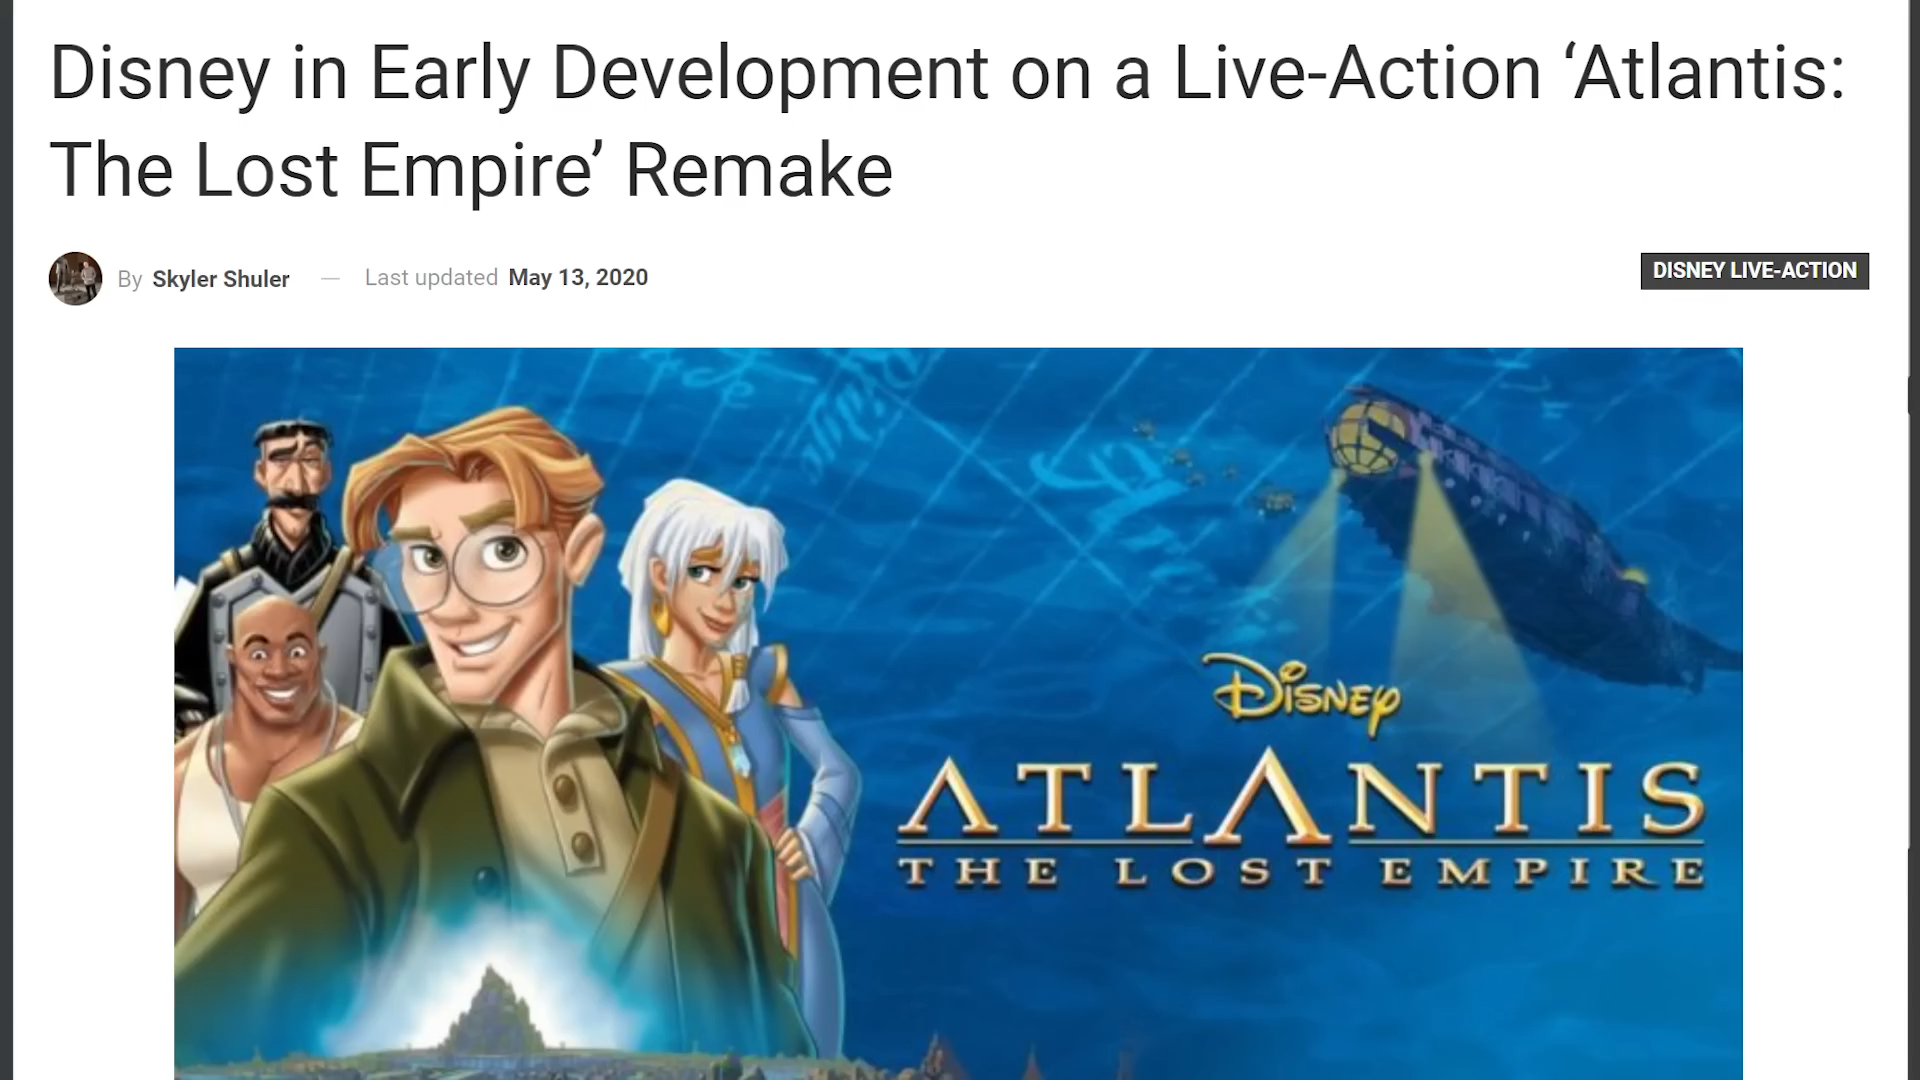 Disney in Early Development on a Live-Action ‘Atlantis:
The Lost Empire’ Remake
By Skyler Shuler — Last updated May 13, 2020
DISNEY LIVE-ACTION
Disney
ATLANTIS
THE LOST EMPIRE